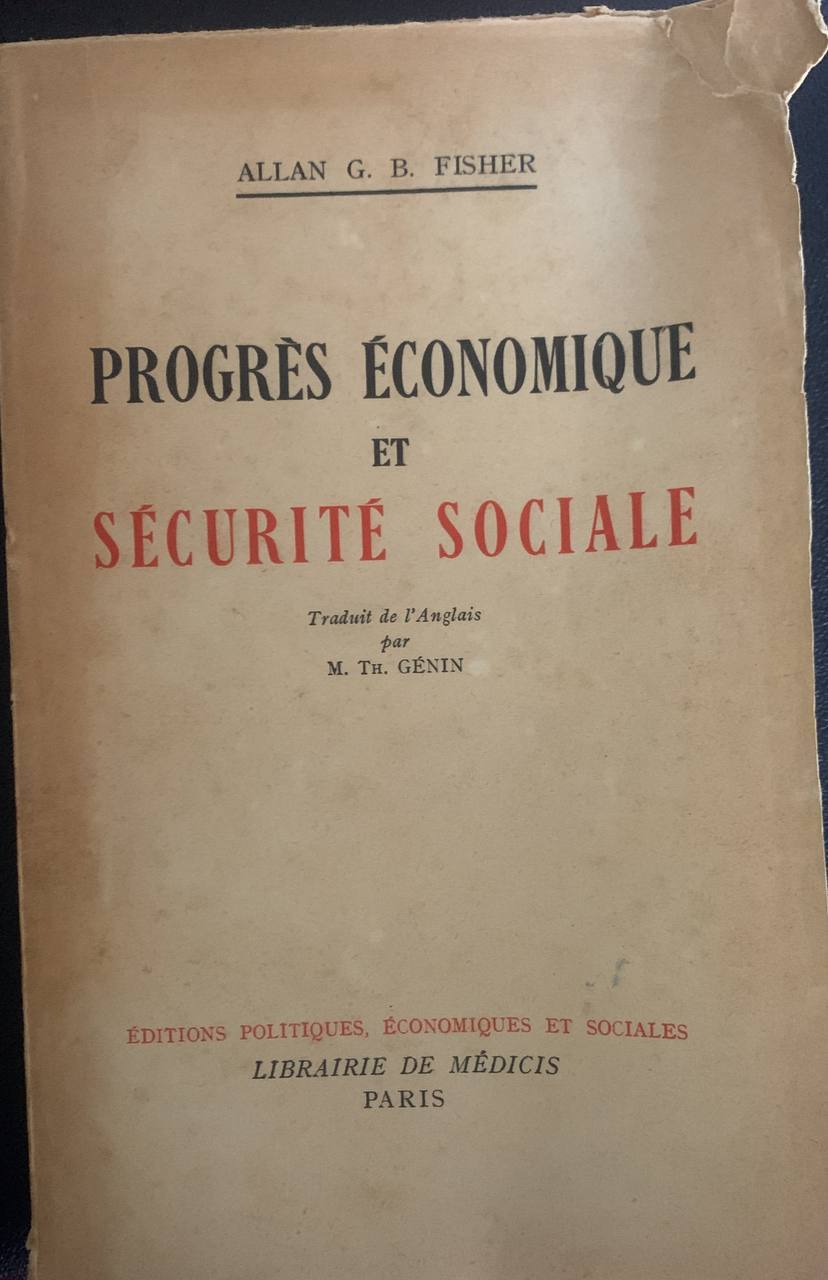 ALLAN G. B. FISHER
PROGRÈS ÉCONOMIQUE
ET
SÉCURITÉ SOCIALE
Traduit de l'Anglais
par
M. TH. GÉNIN
ÉDITIONS POLITIQUES, ÉCONOMIQUES ET SOCIALES
LIBRAIRIE DE MÉDICIS
PARIS